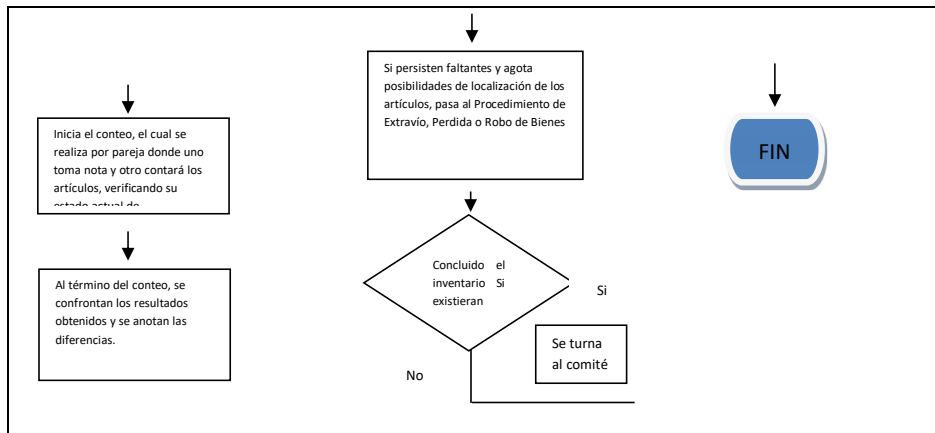 Inicia el conteo, el cual se
realiza por pareja donde uno
toma nota y otro contará los
artículos, verificando su
estado actual de
Al término del conteo, se
confrontan los resultados
obtenidos y se anotan las
diferencias.
Si persisten faltantes y agota
posibilidades de localización de los
artículos, pasa al Procedimiento de
Extravío, Perdida o Robo de Bienes
Concluido el
inventario Si
existieran
Si
Se turna
al comité
No
FIN